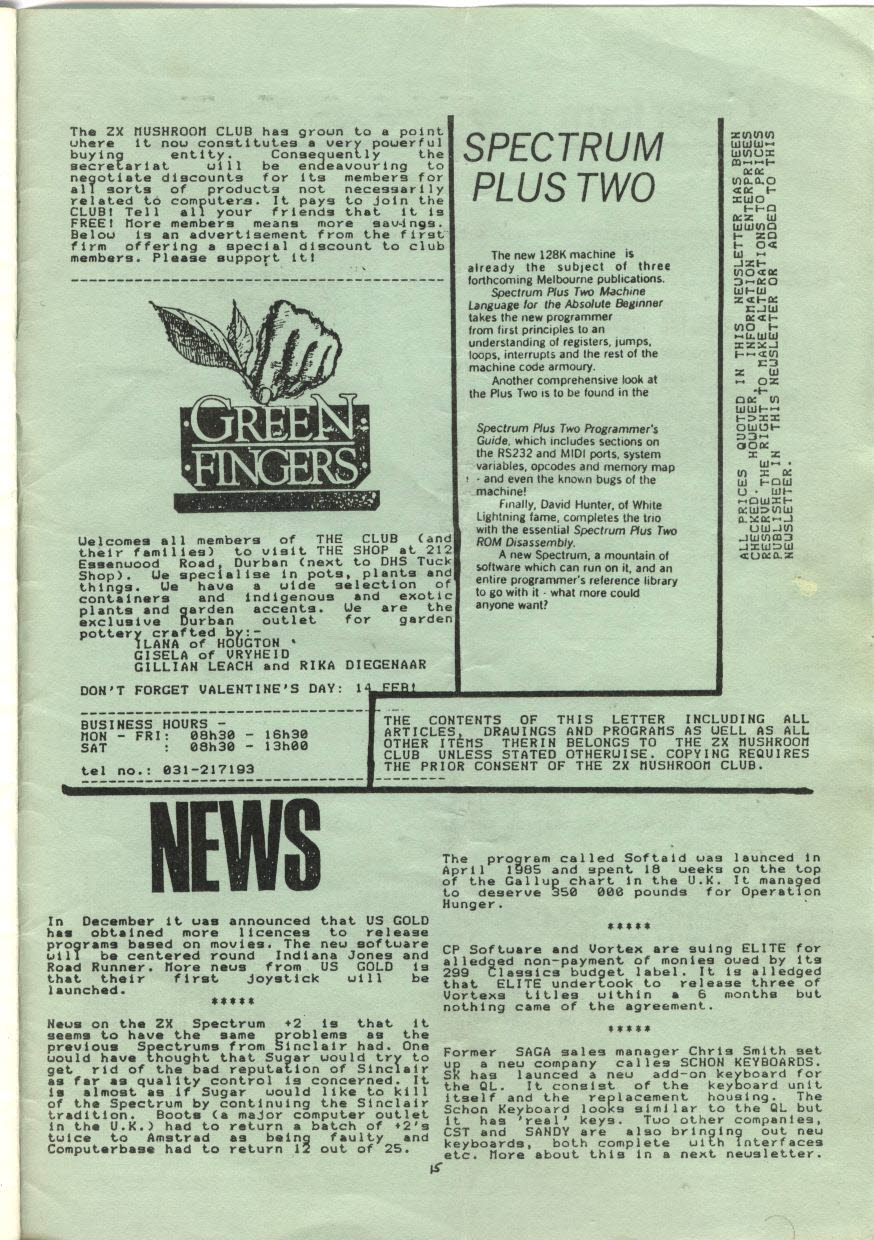 The ZX MUSHROOM CLUB has grown to a point
where it now constitutes a very powerful
buying entity. Consequently the
secretariat will be endeavouring to
negotiate discounts for its members for
all sorts of products not necessarily
related to computers. It pays to join the
CLUB! Tell all your friends that it is
FREE! More members means more savings.
Below is an advertisement from the first
firm offering a special discount to club
members. Please support it!
GREEN
FINGERS
Welcomes all members of THE CLUB (and
their families) to visit THE SHOP at 212
Essenwood Road, Durban (next to DHS Tuck
Shop). We specialise in pots, plants and
things. We have a wide selection of
containers and indigenous and exotic
plants and garden accents. We are the
exclusive Durban outlet for garden
pottery crafted by:-
ILANA of HOUGTON
GISELA of VRYHEID
GILLIAN LEACH and RIKA DIEGENAAR
DON'T FORGET VALENTINE'S DAY: 14 FEB!
BUSINESS HOURS -
MON - FRI: 08h30 - 16h30
SAT : 08h30 - 13h00
tel no.: 031-217193
SPECTRUM
PLUS TWO
The new 128K machine is
already the subject of three
forthcoming Melbourne publications.
Spectrum Plus Two Machine
Language for the Absolute Beginner
takes the new programmer
from first principles to an
understanding of registers, jumps,
loops, interrupts and the rest of the
machine code armoury.
Another comprehensive look at
the Plus Two is to be found in the
Spectrum Plus Two Programmer's
Guide, which includes sections on
the RS232 and MIDI ports, system
variables, opcodes and memory map
- and even the known bugs of the
machine!
Finally, David Hunter, of White
Lightning fame, completes the trio
with the essential Spectrum Plus Two
ROM Disassembly.
A new Spectrum, a mountain of
software which can run on it, and an
entire programmer's reference library
to go with it - what more could
anyone want?
ALL PRICES QUOTED IN THIS NEWSLETTER HAS BEEN
CHECKED. HOWEVER, INFORMATION ENTERPRISES
RESERVE THE RIGHT TO MAKE ALTERATIONS TO PRICES
PUBLISHED IN THIS NEWSLETTER OR ADDED TO THIS
NEWSLETTER.
THE CONTENTS OF THIS LETTER INCLUDING ALL
ARTICLES, DRAWINGS AND PROGRAMS AS WELL AS ALL
OTHER ITEMS THERIN BELONGS TO THE ZX MUSHROOM
CLUB UNLESS STATED OTHERWISE. COPYING REQUIRES
THE PRIOR CONSENT OF THE ZX MUSHROOM CLUB.
NEWS
In December it was announced that US GOLD
has obtained more licences to release
programs based on movies. The new software
will be centered round Indiana Jones and
Road Runner. More news from US GOLD is
that their first joystick will be
launched.
*****
News on the ZX Spectrum +2 is that it
seems to have the same problems as the
previous Spectrums from Sinclair had. One
would have thought that Sugar would try to
get rid of the bad reputation of Sinclair
as far as quality control is concerned. It
is almost as if Sugar would like to kill
of the Spectrum by continuing the Sinclair
tradition. Boots (a major computer outlet
in the U.K.) had to return a batch of +2's
twice to Amstrad as being faulty and
Computerbase had to return 12 out of 25.
The program called Softaid was launced in
April 1985 and spent 18 weeks on the top
of the Gallup chart in the U.K. It managed
to deserve 350 000 pounds for Operation
Hunger.
*****
CP Software and Vortex are suing ELITE for
alledged non-payment of monies owed by its
299 Classics budget label. It is alledged
that ELITE undertook to release three of
Vortexs titles within a 6 months but
nothing came of the agreement.
*****
Former SAGA sales manager Chris Smith set
up a new company calles SCHON KEYBOARDS.
SK has launched a new add-on keyboard for
the QL. It consist of the keyboard unit
itself and the replacement housing. The
Schon Keyboard looks similar to the QL but
it has 'real' keys. Two other companies,
CST and SANDY are also bringing out new
keyboards, both complete with interfaces
etc. More about this in a next newsletter.
15